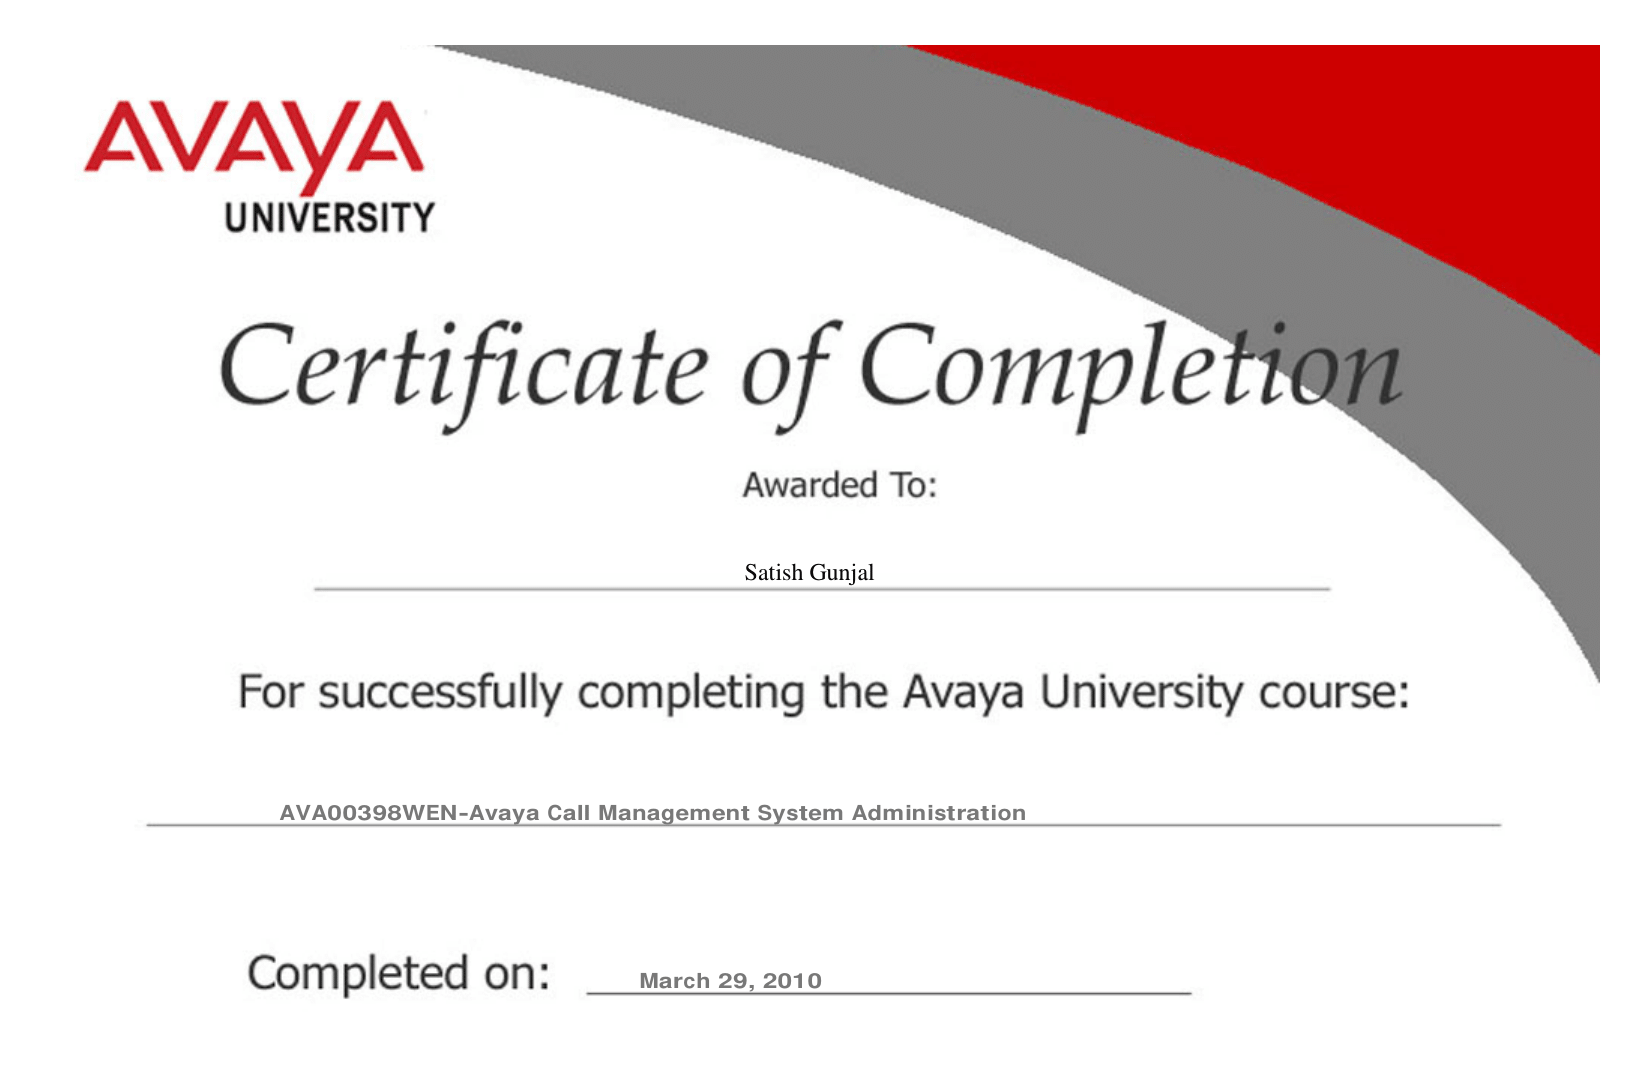 AVAYA
UNIVERSITY
Certificate of Completion
Awarded To:
Satish Gunjal
For successfully completing the Avaya University course:
AVA00398WEN-Avaya Call Management System Administration
Completed on: March 29, 2010